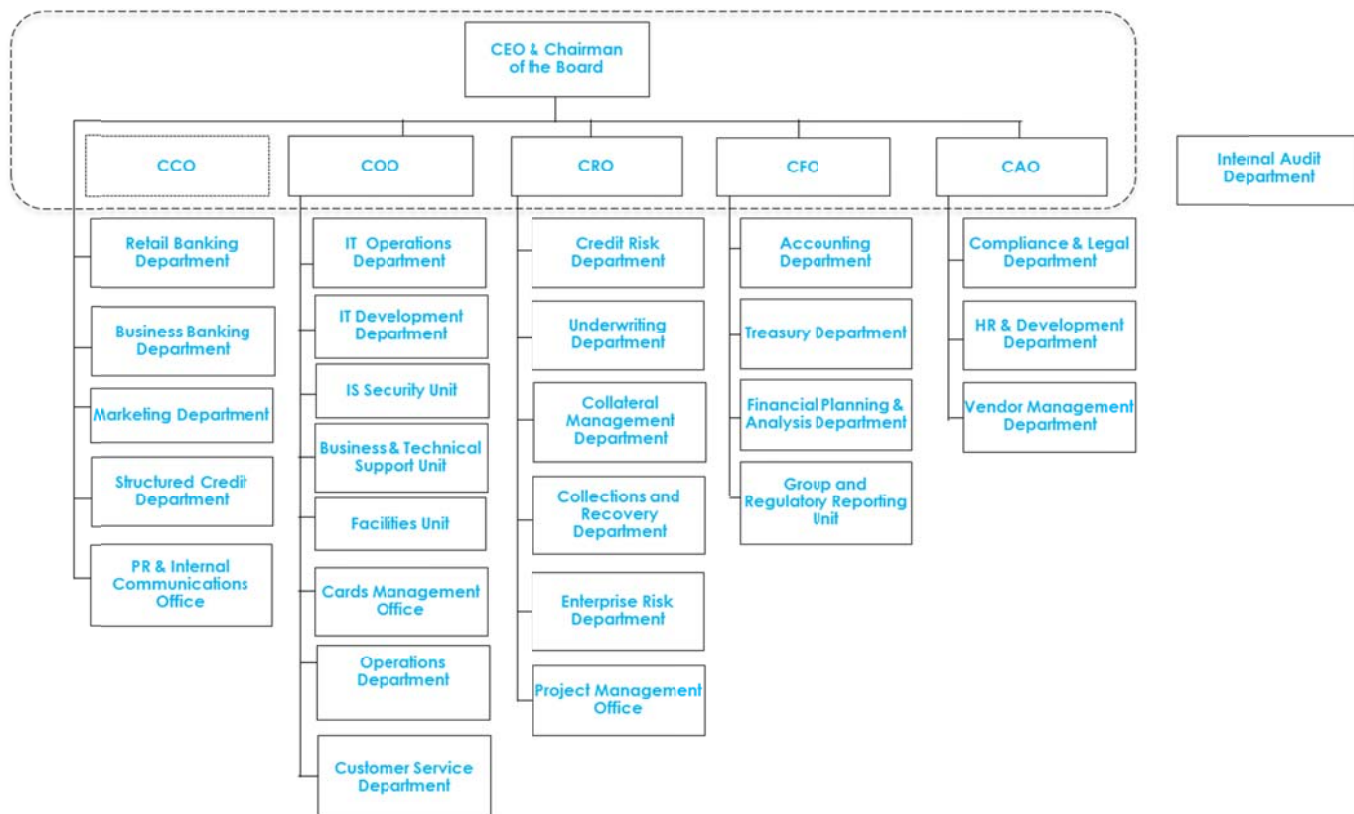 CEO & Chairman
of the Board
CCO
COO
CRO
CFO
CAO
Internal Audit
Department
Retail Banking
Department
Business Banking
Department
Marketing Department
Structured Credit
Department
PR & Internal
Communications
Office
IT Operations
Department
IT Development
Department
IS Security Unit
Business & Technical
Support Unit
Facilities Unit
Cards Management
Office
Operations
Department
Customer Service
Department
Credit Risk
Department
Underwriting
Department
Collateral
Management
Department
Collections and
Recovery
Department
Enterprise Risk
Department
Project Management
Office
Accounting
Department
Treasury Department
Financial Planning &
Analysis Department
Group and
Regulatory Reporting
Unit
Compliance & Legal
Department
HR & Development
Department
Vendor Management
Department